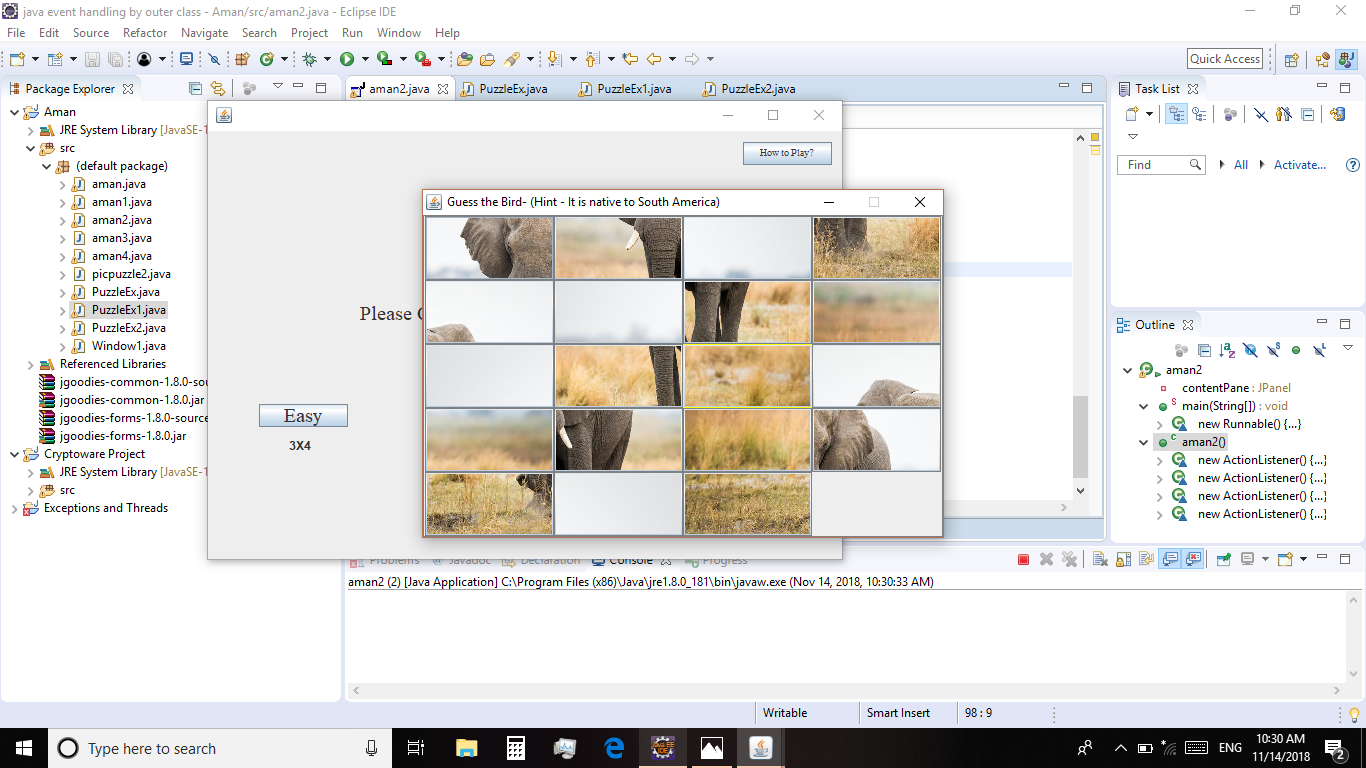 java event handling by outer class - Aman/src/aman2.java - Eclipse IDE
File Edit Source Refactor Navigate Search Project Run Window Help
Quick Access
Package Explorer
aman2.java PuzzleEx.java PuzzleEx1.java PuzzleEx2.java
Task List
Aman
JRE System Library [JavaSE-1
src
(default package)
aman.java
aman1.java
aman2.java
aman3.java
aman4.java
picpuzzle2.java
PuzzleEx.java
PuzzleEx1.java
PuzzleEx2.java
Window1.java
Referenced Libraries
jgoodies-common-1.8.0-sou
jgoodies-common-1.8.0.jar
jgoodies-forms-1.8.0-source
jgoodies-forms-1.8.0.jar
Cryptoware Project
JRE System Library [JavaSE-1
src
Exceptions and Threads
How to Play?
Guess the Bird- (Hint - It is native to South America)
Please
Easy
3X4
Find All Activate...
Outline
aman2
contentPane : JPanel
main(String[]) : void
new Runnable() {...}
aman2()
new ActionListener() {...}
new ActionListener() {...}
new ActionListener() {...}
new ActionListener() {...}
Problems @ Javadoc Declaration Console Progress
aman2 (2) [Java Application] C:\Program Files (x86)\Java\jre1.8.0_181\bin\javaw.exe (Nov 14, 2018, 10:30:33 AM)
Writable Smart Insert 98 : 9
Type here to search
ENG
10:30 AM
11/14/2018
2